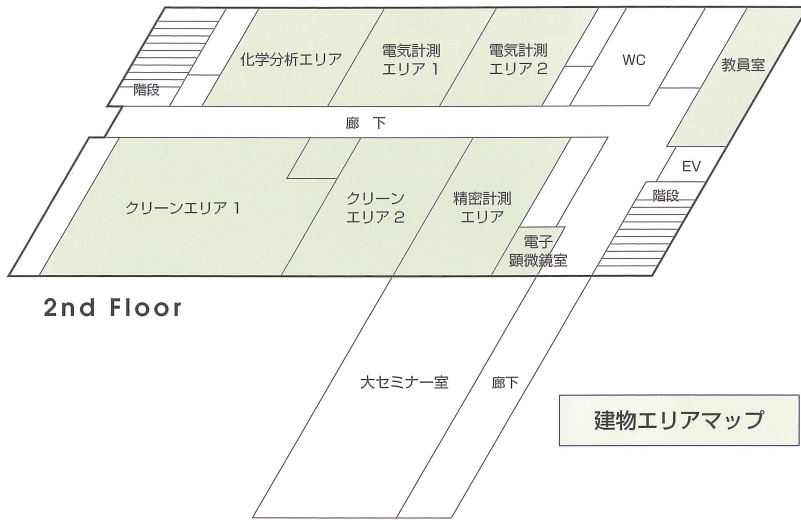 化学分析エリア
電気計測
エリア 1
電気計測
エリア 2
WC
教員室
階段
廊 下
EV
階段
クリーンエリア 1
クリーン
エリア 2
精密計測
エリア
電子
顕微鏡室
2nd Floor
大セミナー室
廊下
建物エリアマップ